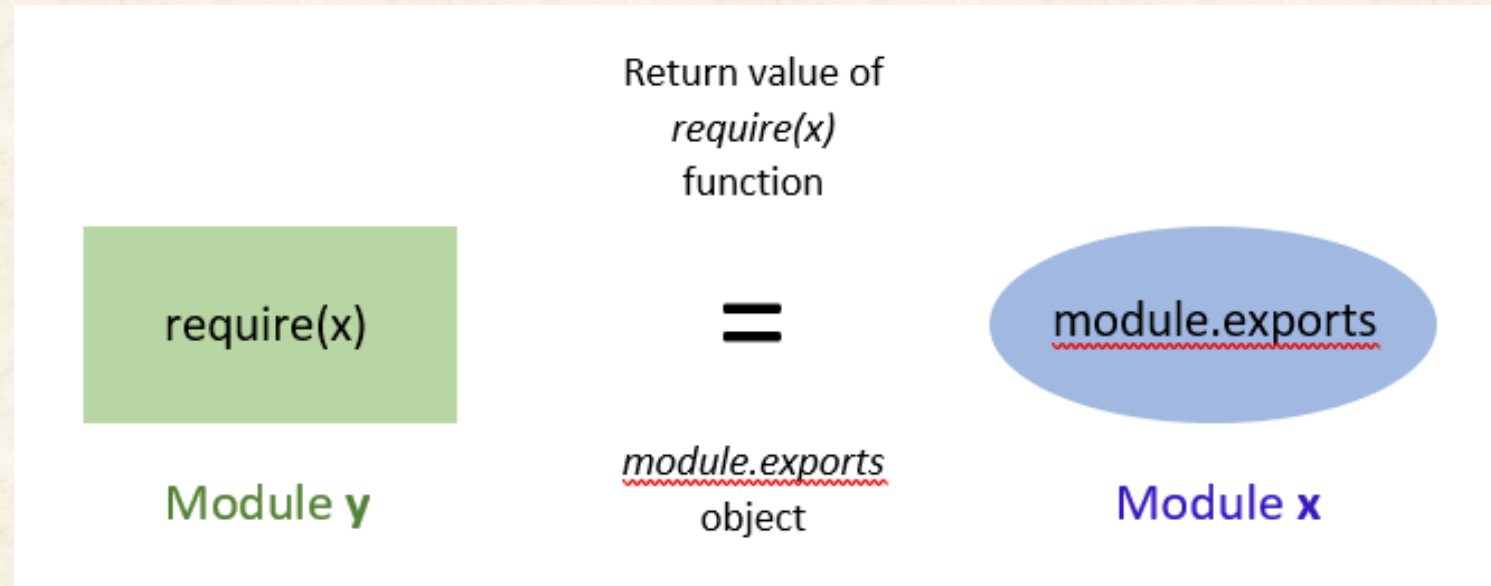 Return value of
require(x)
function
require(x)
=
module.exports
module.exports
object
Module y
Module x